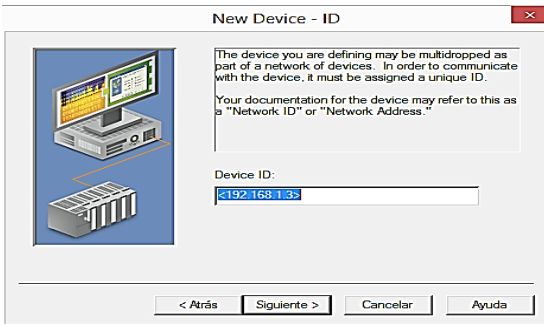 New Device - ID
The device you are defining may be multidropped as
part of a network of devices. In order to communicate
with the device, it must be assigned a unique ID.
Your documentation for the device may refer to this as
a "Network ID" or "Network Address."
Device ID:
<192.168.1.3>
< Atrás
Siguiente >
Cancelar
Ayuda